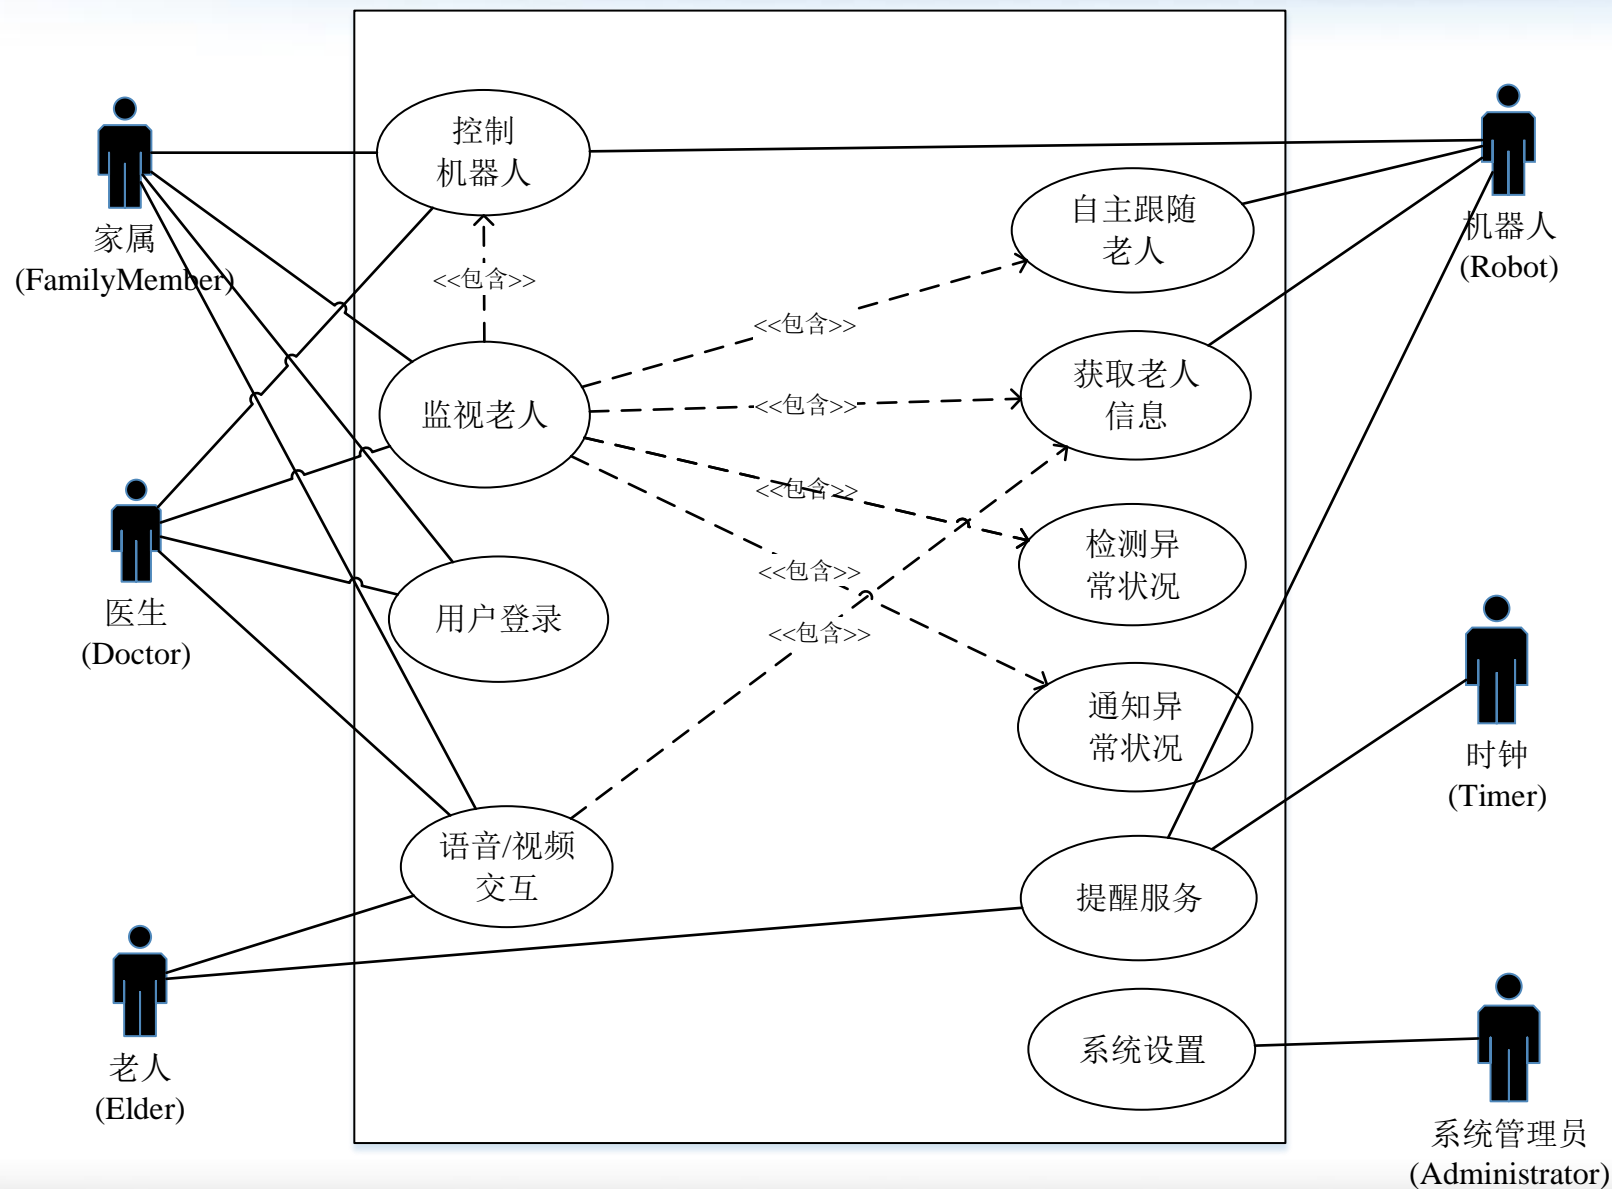 控制
机器人
家属
(FamilyMember)
自主跟随
老人
机器人
(Robot)
<<包含>>
<<包含>>
获取老人
信息
监视老人
<<包含>>
<<包含>>
检测异
常状况
<<包含>>
医生
(Doctor)
用户登录
<<包含>>
通知异
常状况
时钟
(Timer)
语音/视频
交互
提醒服务
老人
(Elder)
系统设置
系统管理员
(Administrator)